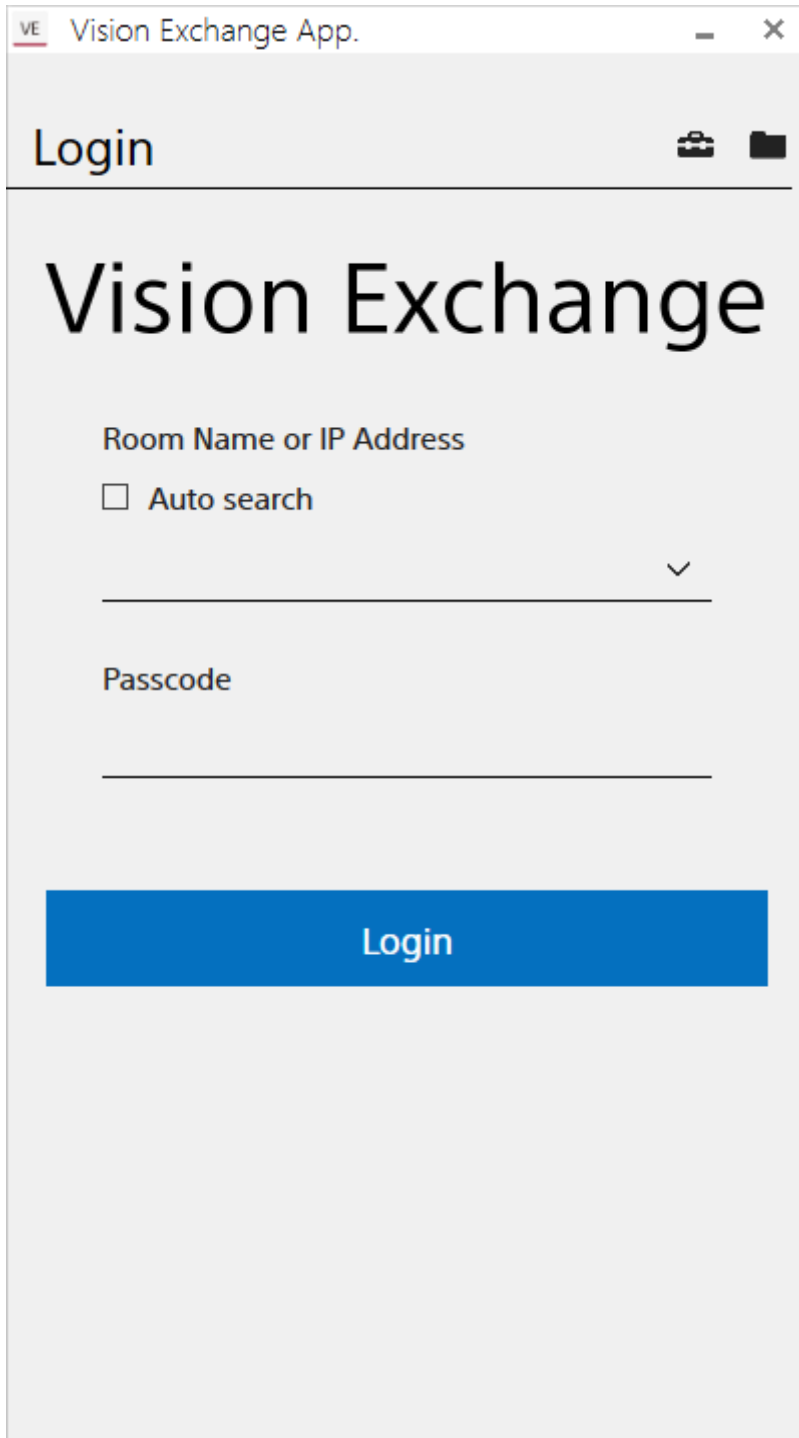 VE Vision Exchange App.
Login
Vision Exchange
Room Name or IP Address
Auto search
Passcode
Login